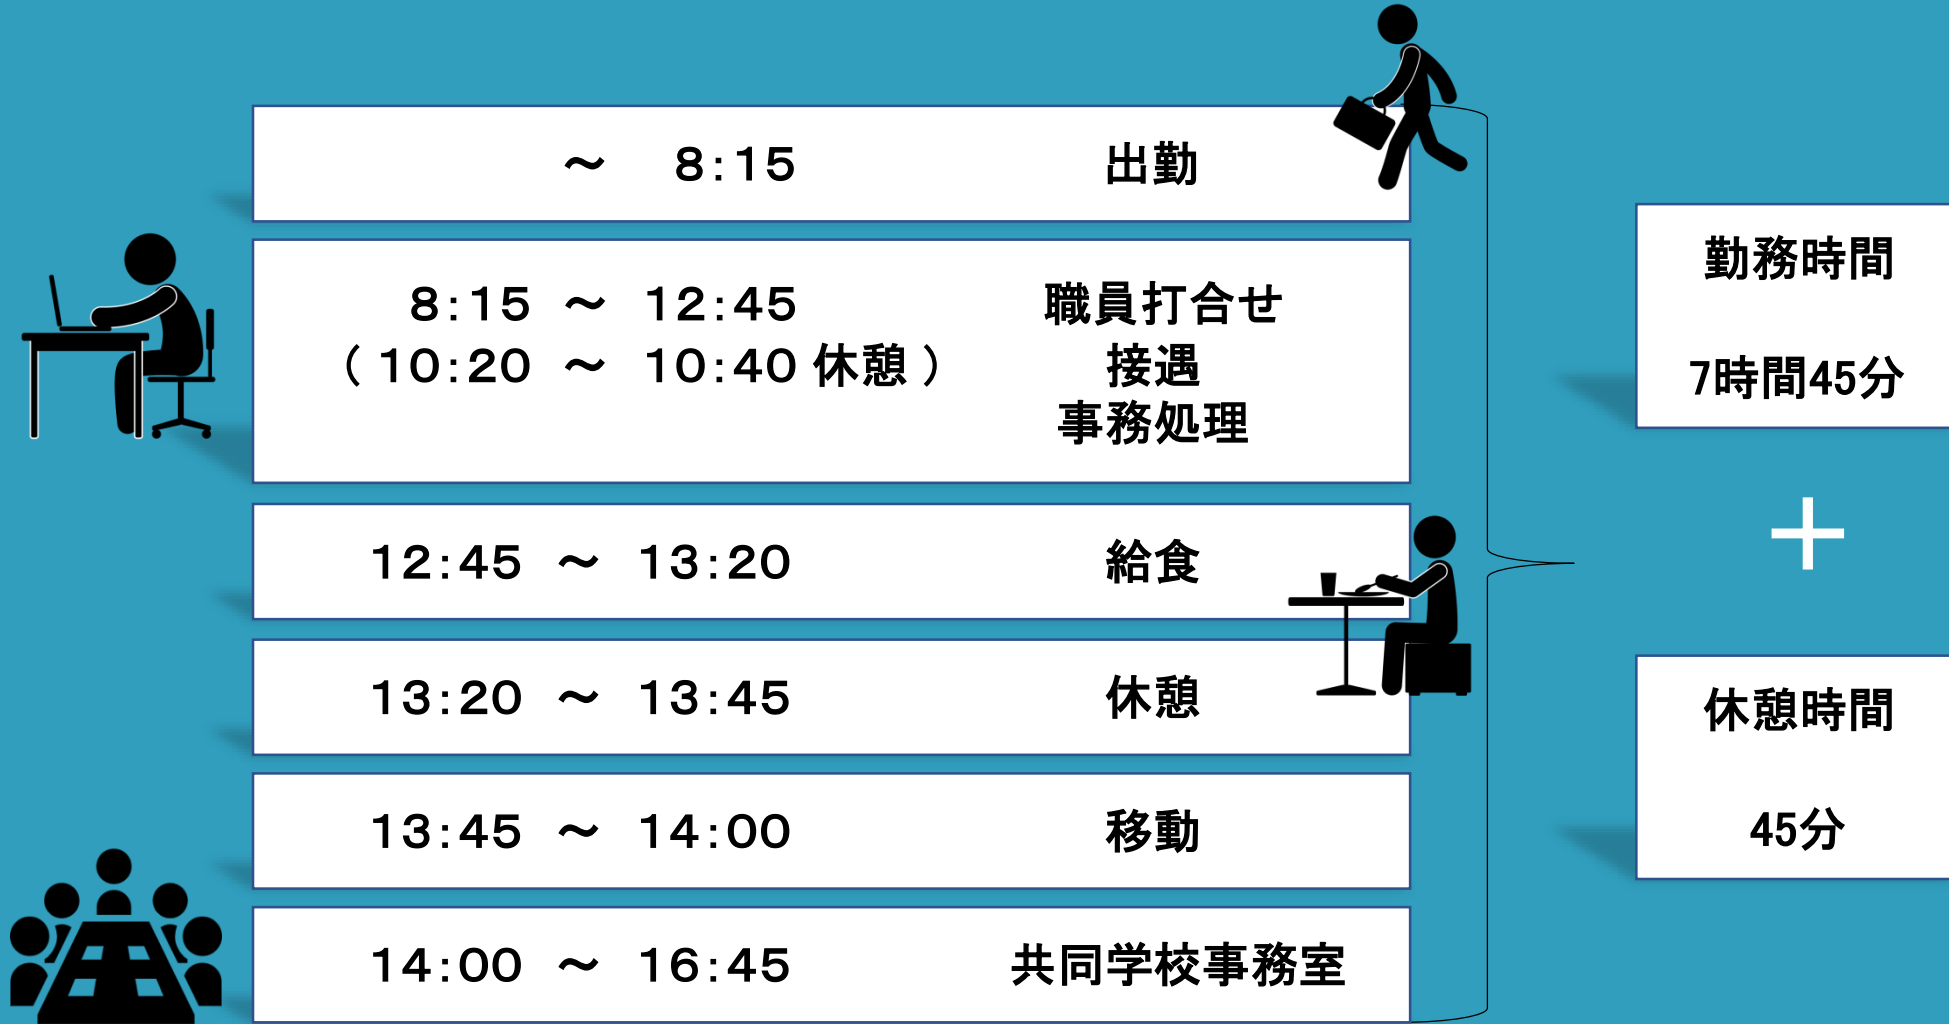 ～　8:15　出勤
8:15 ～ 12:45　職員打合せ
（10:20 ～ 10:40 休憩）　接遇
事務処理
12:45 ～ 13:20　給食
13:20 ～ 13:45　休憩
13:45 ～ 14:00　移動
14:00 ～ 16:45　共同学校事務室
勤務時間
7時間45分
＋
休憩時間
45分